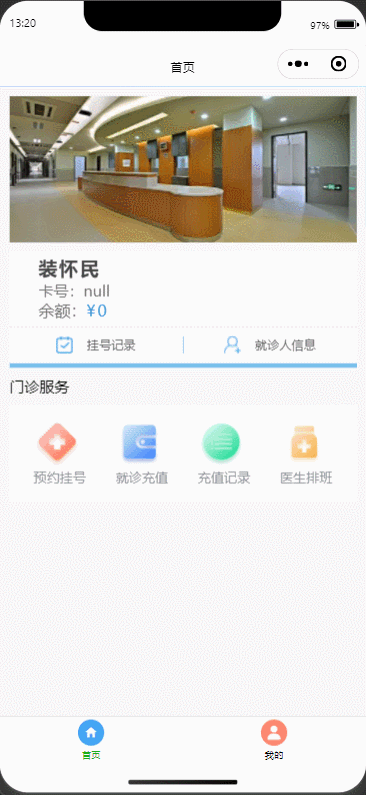 13:20
97%
首页
装怀民
卡号：null
余额：¥0
挂号记录
就诊人信息
门诊服务
预约挂号
就诊充值
充值记录
医生排班
首页
我的